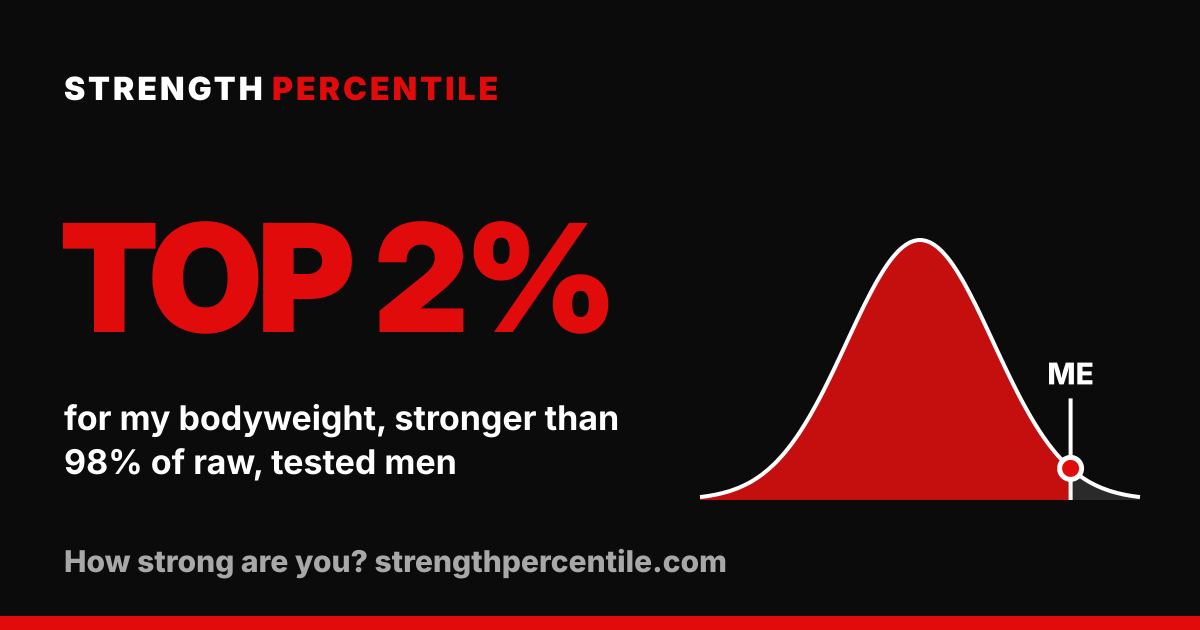 STRENGTH PERCENTILE
TOP 2%
for my bodyweight, stronger than
98% of raw, tested men
ME
How strong are you? strengthpercentile.com